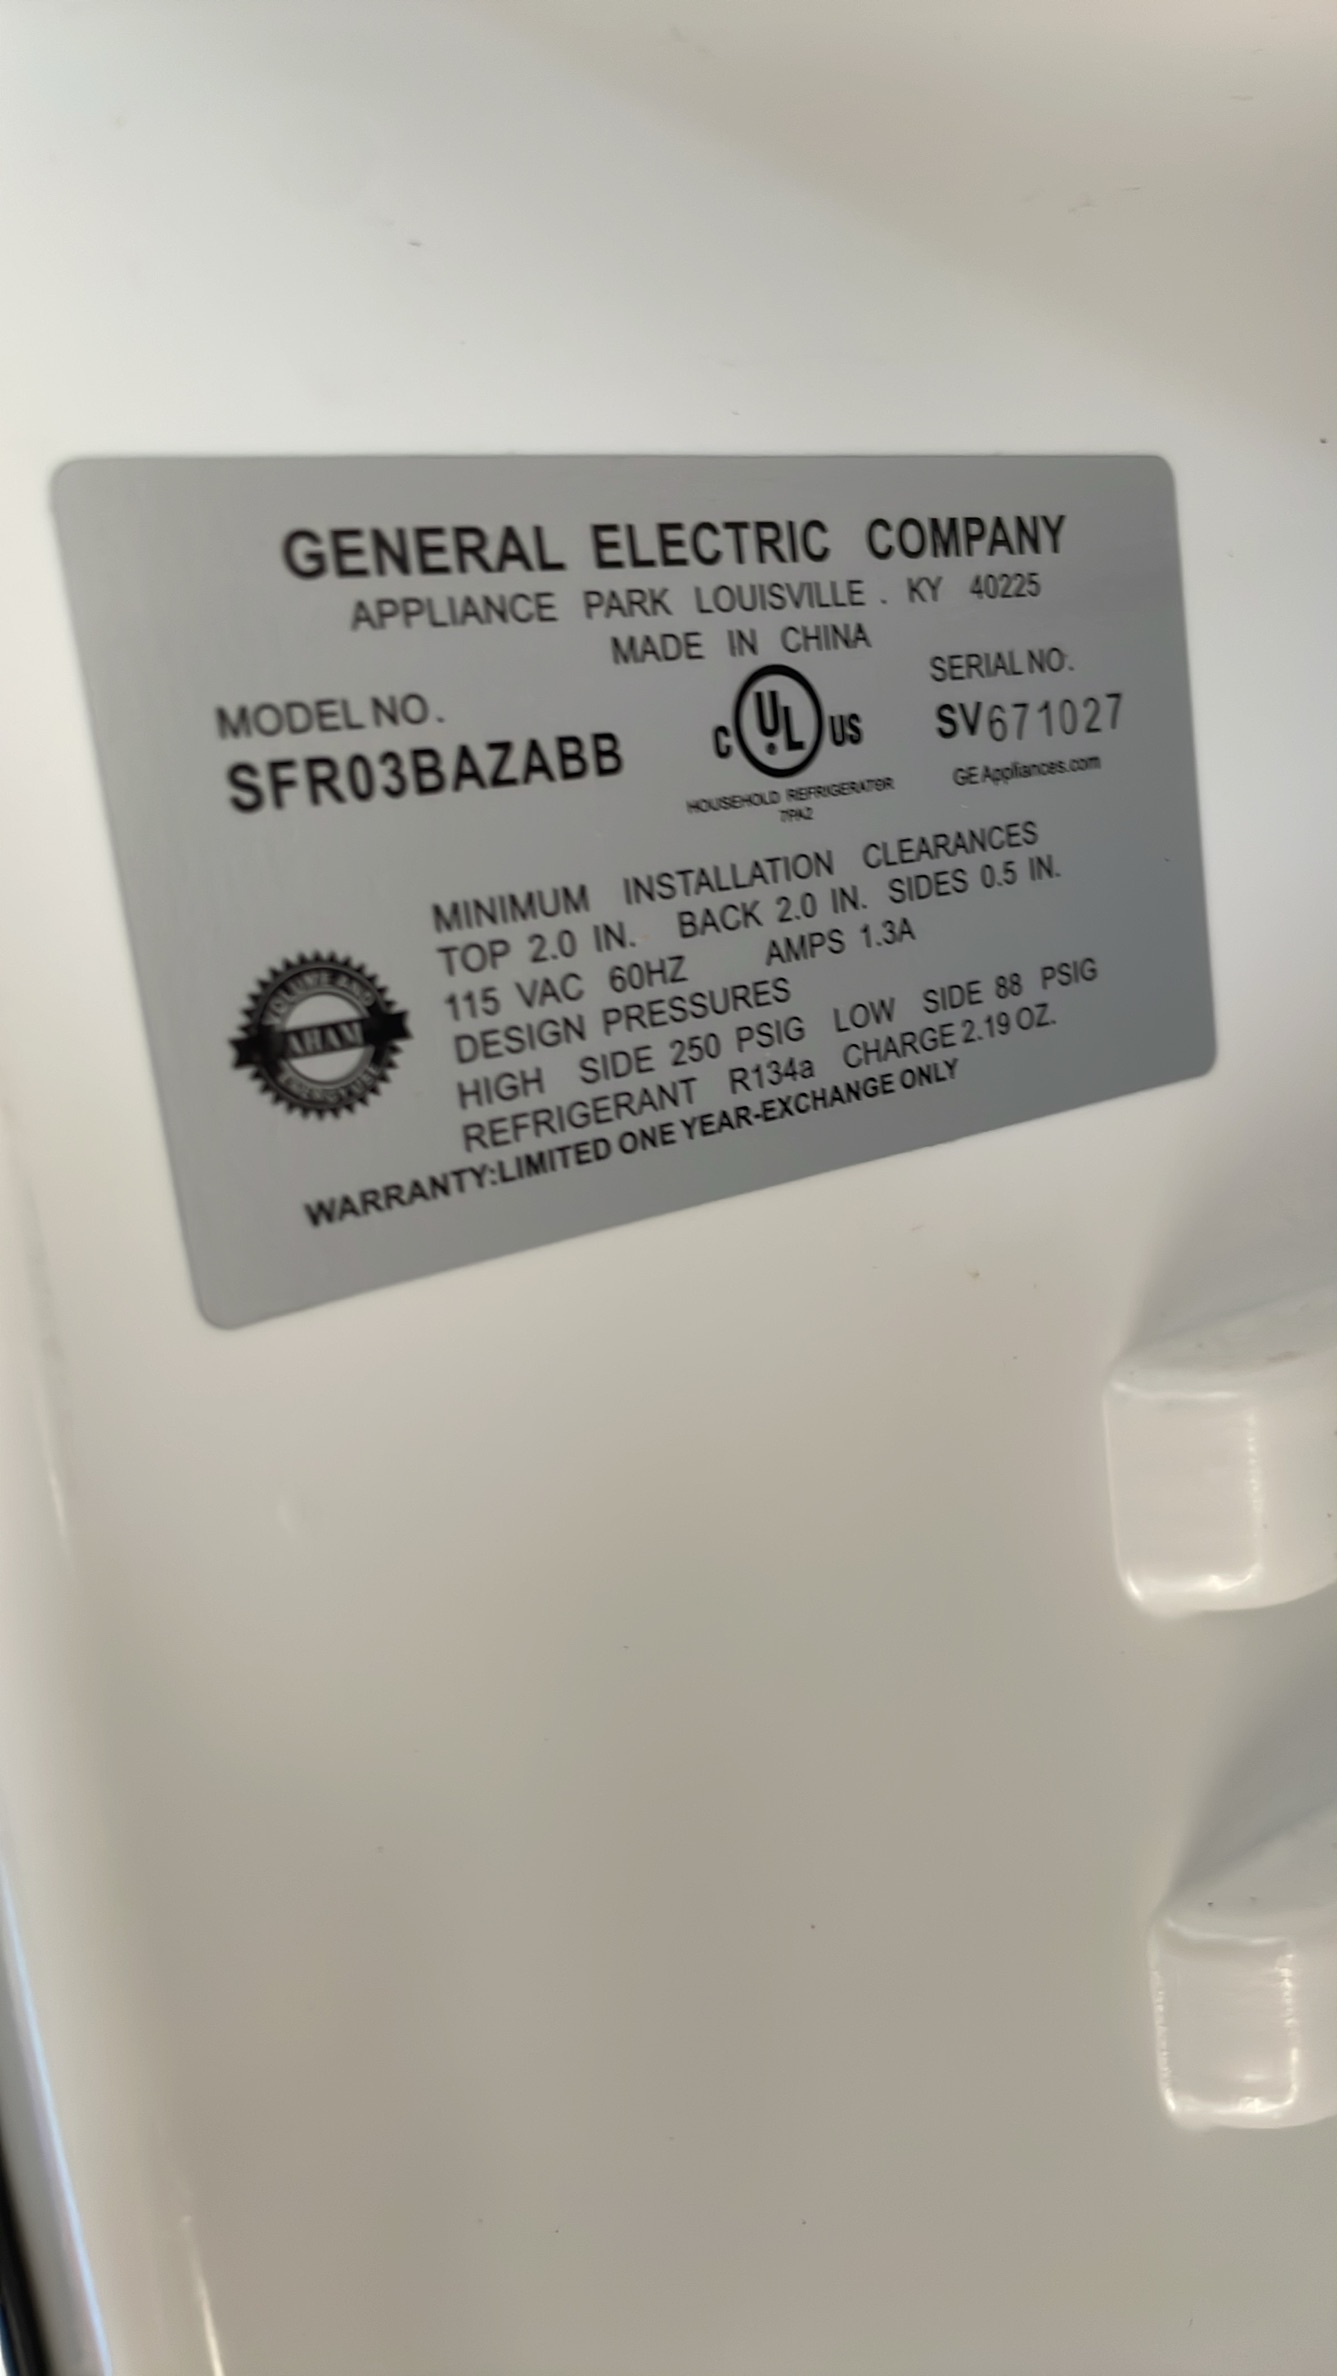 GENERAL ELECTRIC COMPANY
APPLIANCE PARK LOUISVILLE . KY 40225
MADE IN CHINA
MODEL NO.
SFR03BAZABB
C UL US
HOUSEHOLD REFRIGERATOR
7PA2
SERIAL NO.
SV671027
GEAppliances.com
MINIMUM INSTALLATION CLEARANCES
TOP 2.0 IN. BACK 2.0 IN. SIDES 0.5 IN.
115 VAC 60HZ AMPS 1.3A
DESIGN PRESSURES
HIGH SIDE 250 PSIG LOW SIDE 88 PSIG
REFRIGERANT R134a CHARGE 2.19 OZ.
WARRANTY:LIMITED ONE YEAR-EXCHANGE ONLY
VOLUME AND
AHAM